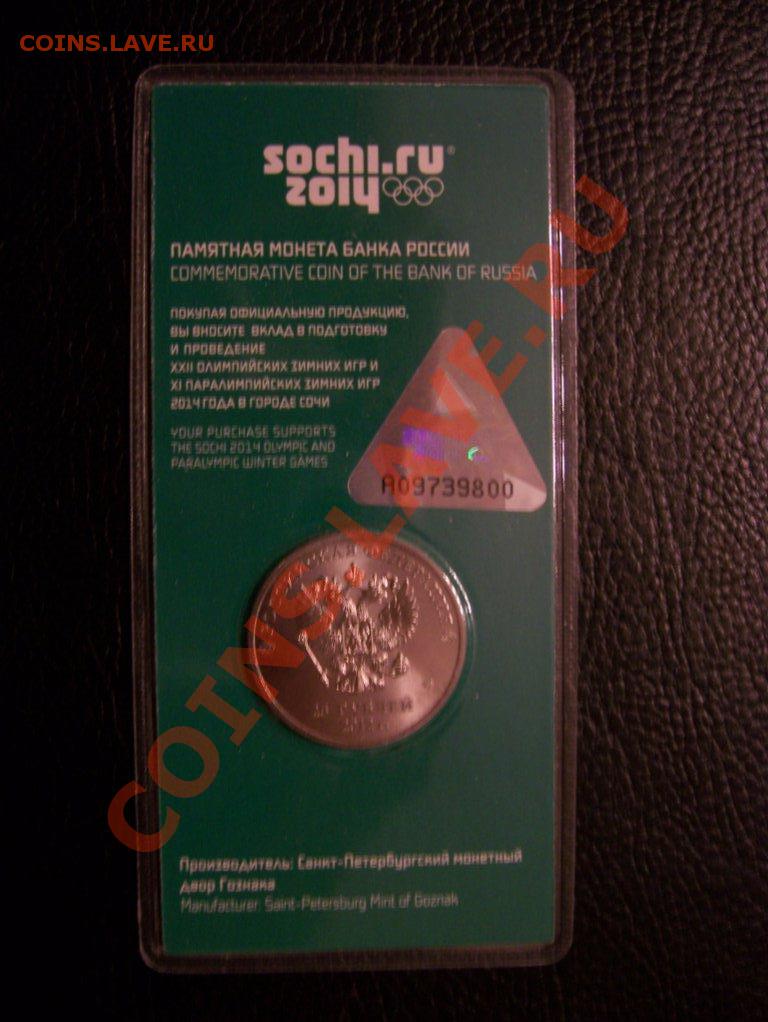 COINS.LAVE.RU
sochi.ru
2014
ПАМЯТНАЯ МОНЕТА БАНКА РОССИИ
COMMEMORATIVE COIN OF THE BANK OF RUSSIA
ПОКУПАЯ ОФИЦИАЛЬНУЮ ПРОДУКЦИЮ,
ВЫ ВНОСИТЕ ВКЛАД В ПОДГОТОВКУ
И ПРОВЕДЕНИЕ
XXII ОЛИМПИЙСКИХ ЗИМНИХ ИГР И
XI ПАРАЛИМПИЙСКИХ ЗИМНИХ ИГР
2014 ГОДА В ГОРОДЕ СОЧИ
YOUR PURCHASE SUPPORTS
THE SOCHI 2014 OLYMPIC AND
PARALYMPIC WINTER GAMES
A09739800
COINS.LAVE.RU
Производитель: Санкт-Петербургский монетный
двор Гознака
Manufacturer: Saint-Petersburg Mint of Goznak